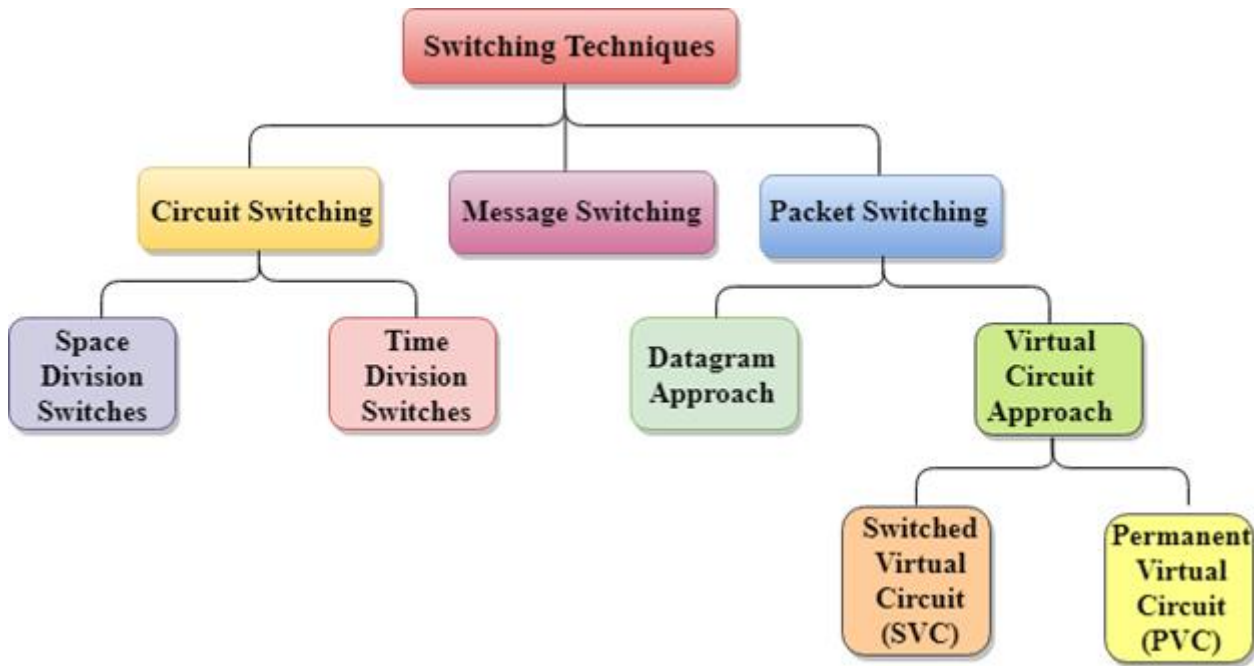 Switching Techniques
Circuit Switching
Message Switching
Packet Switching
Space
Division
Switches
Time
Division
Switches
Datagram
Approach
Virtual
Circuit
Approach
Switched
Virtual
Circuit
(SVC)
Permanent
Virtual
Circuit
(PVC)